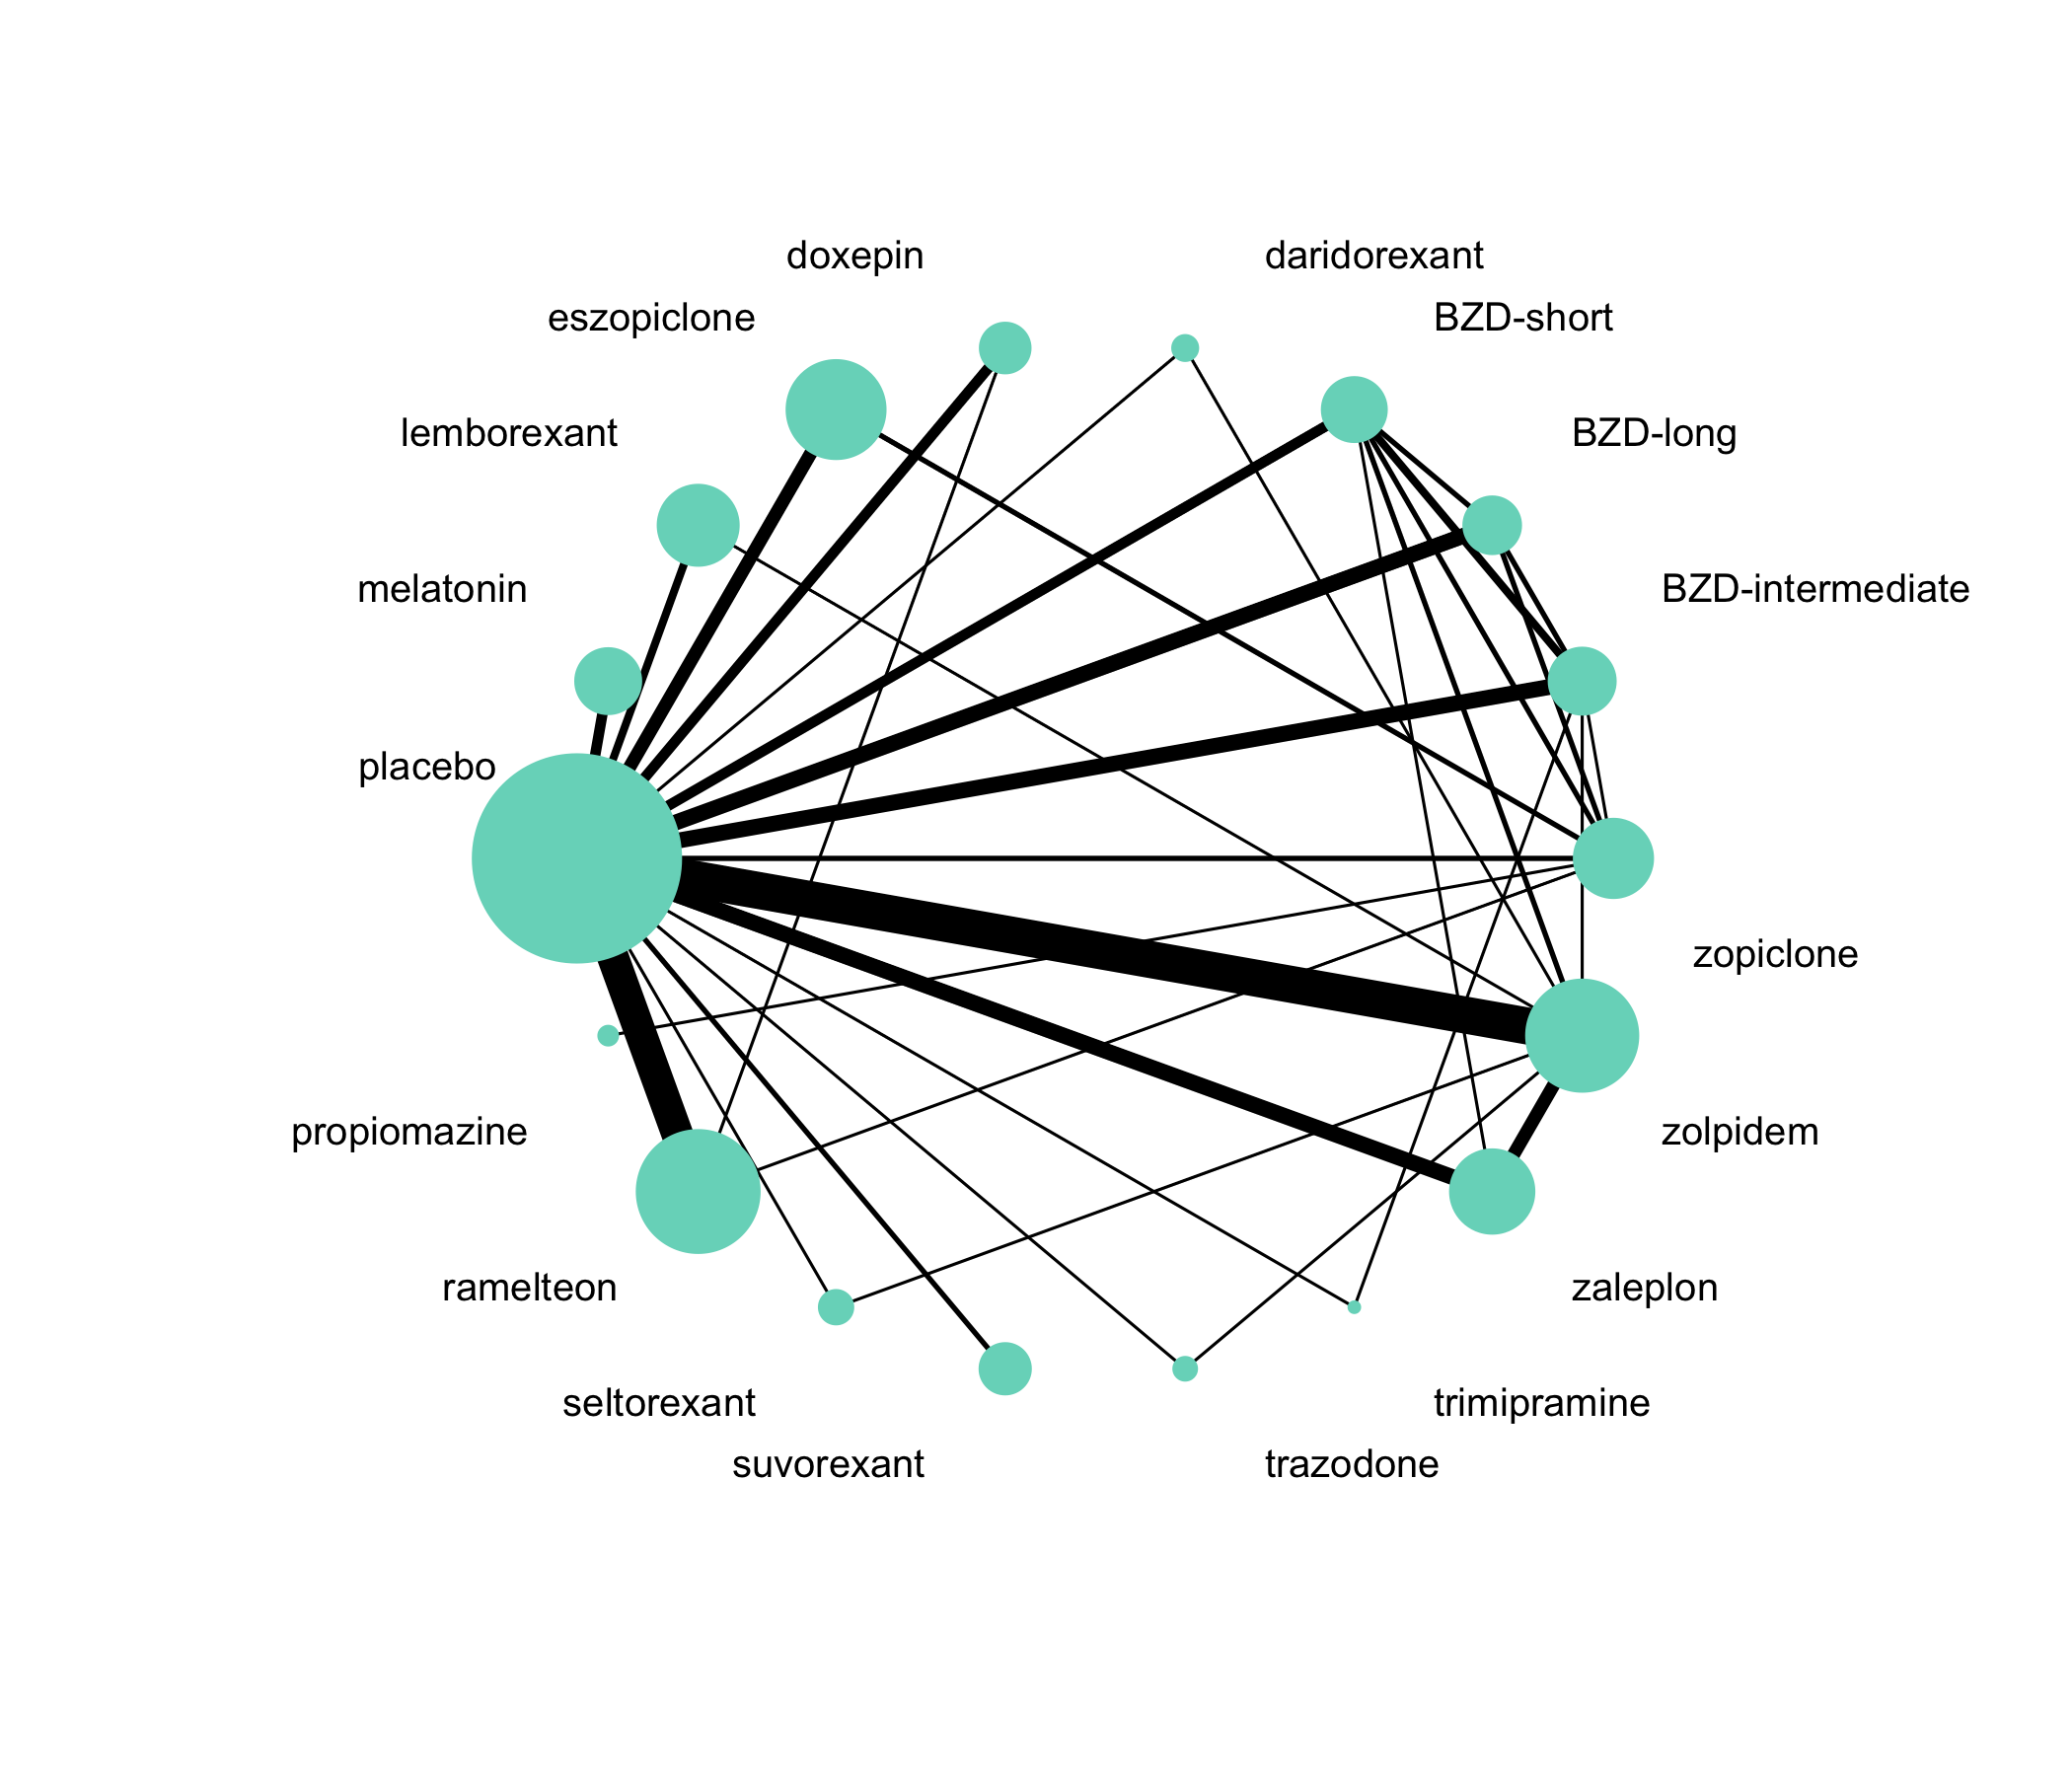 doxepin
daridorexant
eszopiclone
BZD-short
lemborexant
BZD-long
melatonin
BZD-intermediate
placebo
zopiclone
propiomazine
zolpidem
ramelteon
zaleplon
seltorexant
trimipramine
suvorexant
trazodone